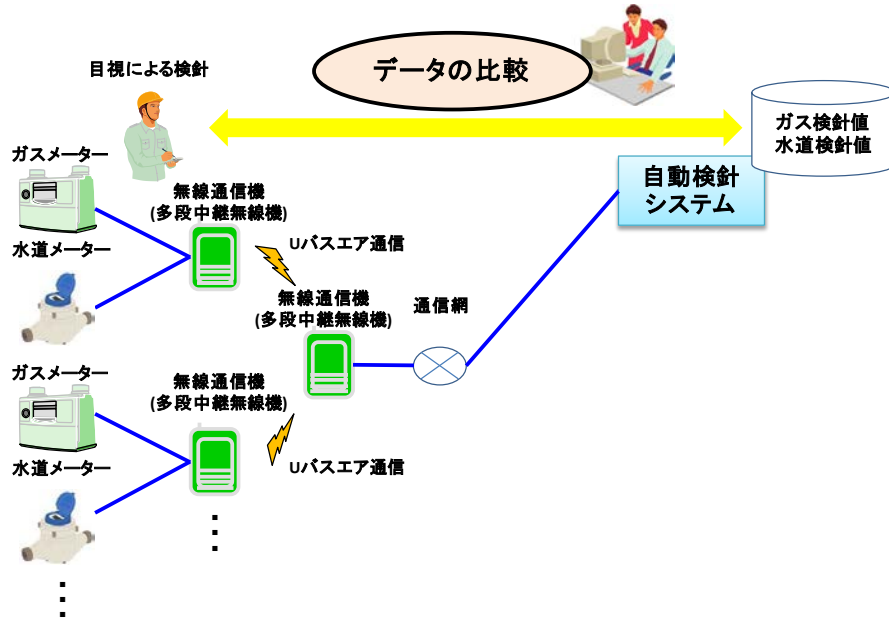 目視による検針
データの比較
ガス検針値
水道検針値
自動検針
システム
ガスメーター
無線通信機
(多段中継無線機)
水道メーター
Uバスエア通信
無線通信機
(多段中継無線機)
通信網
ガスメーター
無線通信機
(多段中継無線機)
水道メーター
Uバスエア通信